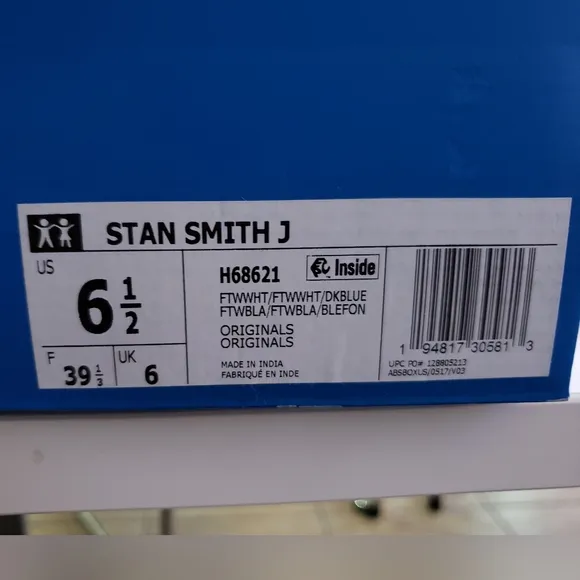 STAN SMITH J
US
6 1/2
F
39 1/3
UK
6
H68621
Inside
FTWWHT/FTWWHT/DKBLUE
FTWBLA/FTWBLA/BLEFON
ORIGINALS
ORIGINALS
MADE IN INDIA
FABRIQUÉ EN INDE
1 94817 30581 3
UPC PO#: 128805213
ABSBOXUS/0517/V03